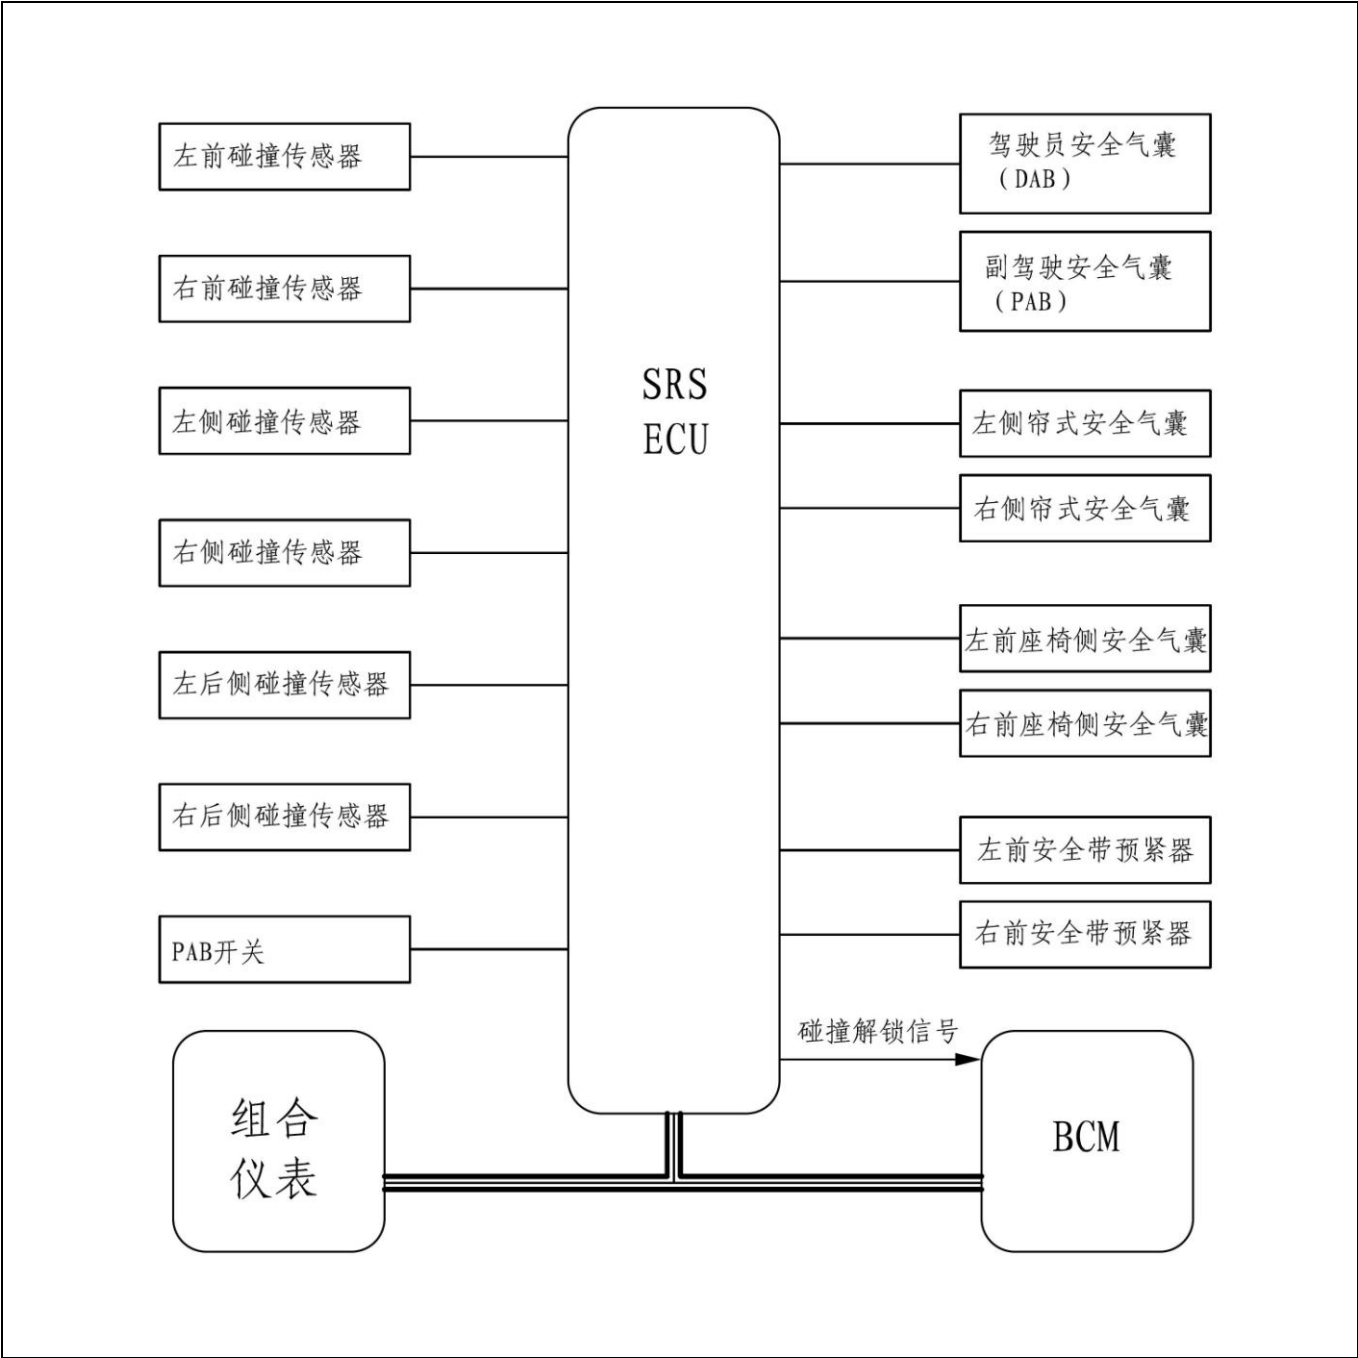 左前碰撞传感器
右前碰撞传感器
左侧碰撞传感器
右侧碰撞传感器
左后侧碰撞传感器
右后侧碰撞传感器
PAB开关
SRS
ECU
驾驶员安全气囊
(DAB)
副驾驶安全气囊
(PAB)
左侧帘式安全气囊
右侧帘式安全气囊
左前座椅侧安全气囊
右前座椅侧安全气囊
左前安全带预紧器
右前安全带预紧器
碰撞解锁信号
组合
仪表
BCM